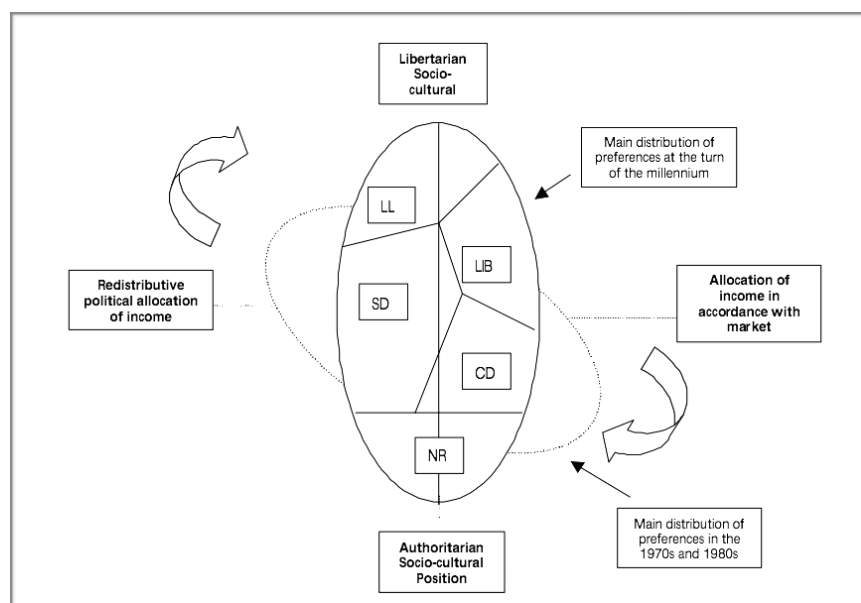 Libertarian
Socio-
cultural
Main distribution of
preferences at the turn
of the millennium
LL
LIB
Redistributive
political allocation
of income
SD
Allocation of
income in
accordance with
market
CD
NR
Authoritarian
Socio-cultural
Position
Main distribution of
preferences in the
1970s and 1980s